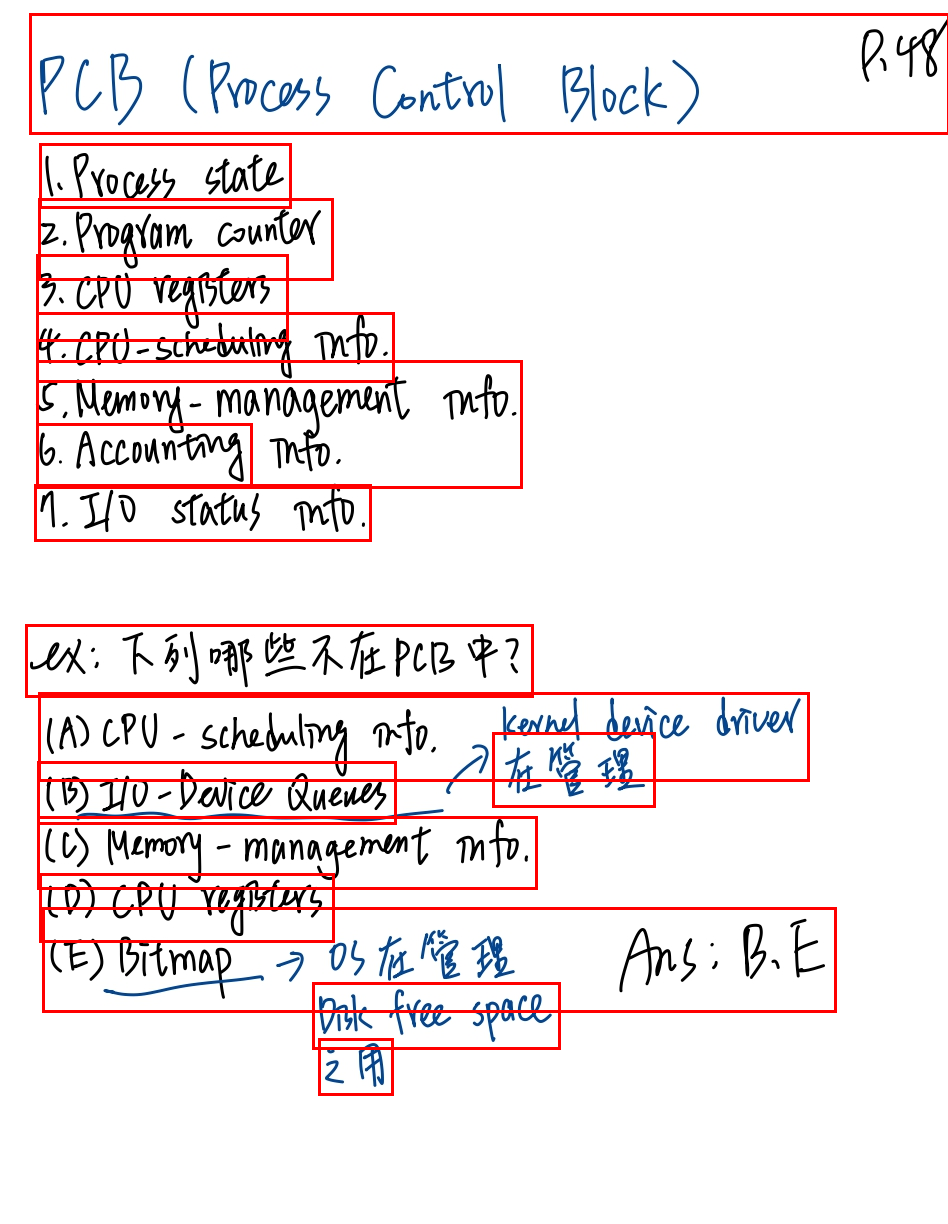 P.48
PCB (Process Control Block)
1. Process state
2. Program counter
3. CPU registers
4. CPU-scheduling info.
5. Memory-management info.
6. Accounting info.
7. I/O status info.
ex: 下列哪些不在PCB中?
(A) CPU-scheduling info.
(B) I/O-Device Queues → kernel device driver
在管理
(C) Memory-management info.
(D) CPU registers
(E) Bitmap → OS在管理
Disk free space
之用
Ans: B、E